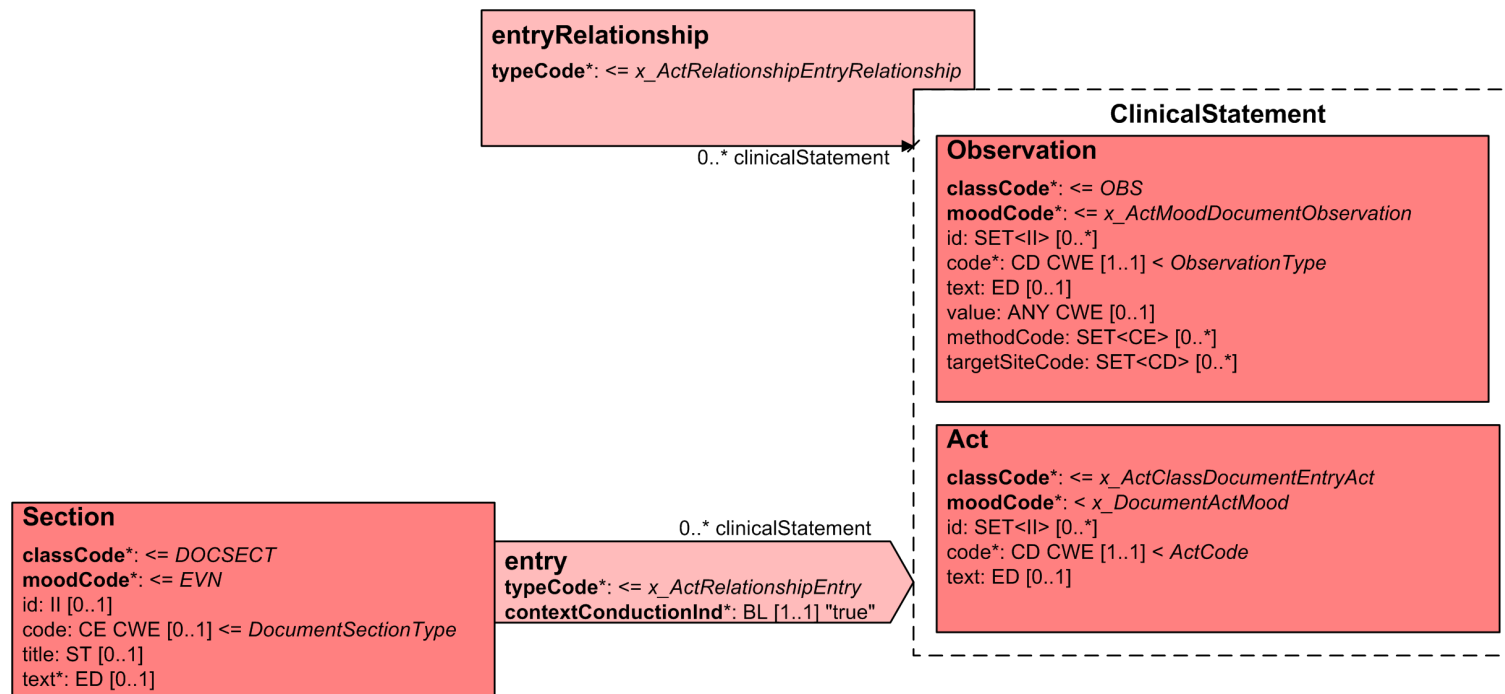 entryRelationship
typeCode*: <= x_ActRelationshipEntryRelationship
0..* clinicalStatement
ClinicalStatement
Observation
classCode*: <= OBS
moodCode*: <= x_ActMoodDocumentObservation
id: SET<II> [0..*]
code*: CD CWE [1..1] < ObservationType
text: ED [0..1]
value: ANY CWE [0..1]
methodCode: SET<CE> [0..*]
targetSiteCode: SET<CD> [0..*]
Act
classCode*: <= x_ActClassDocumentEntryAct
moodCode*: < x_DocumentActMood
id: SET<II> [0..*]
code*: CD CWE [1..1] < ActCode
text: ED [0..1]
Section
classCode*: <= DOCSECT
moodCode*: <= EVN
id: II [0..1]
code: CE CWE [0..1] <= DocumentSectionType
title: ST [0..1]
text*: ED [0..1]
0..* clinicalStatement
entry
typeCode*: <= x_ActRelationshipEntry
contextConductionInd*: BL [1..1] "true"